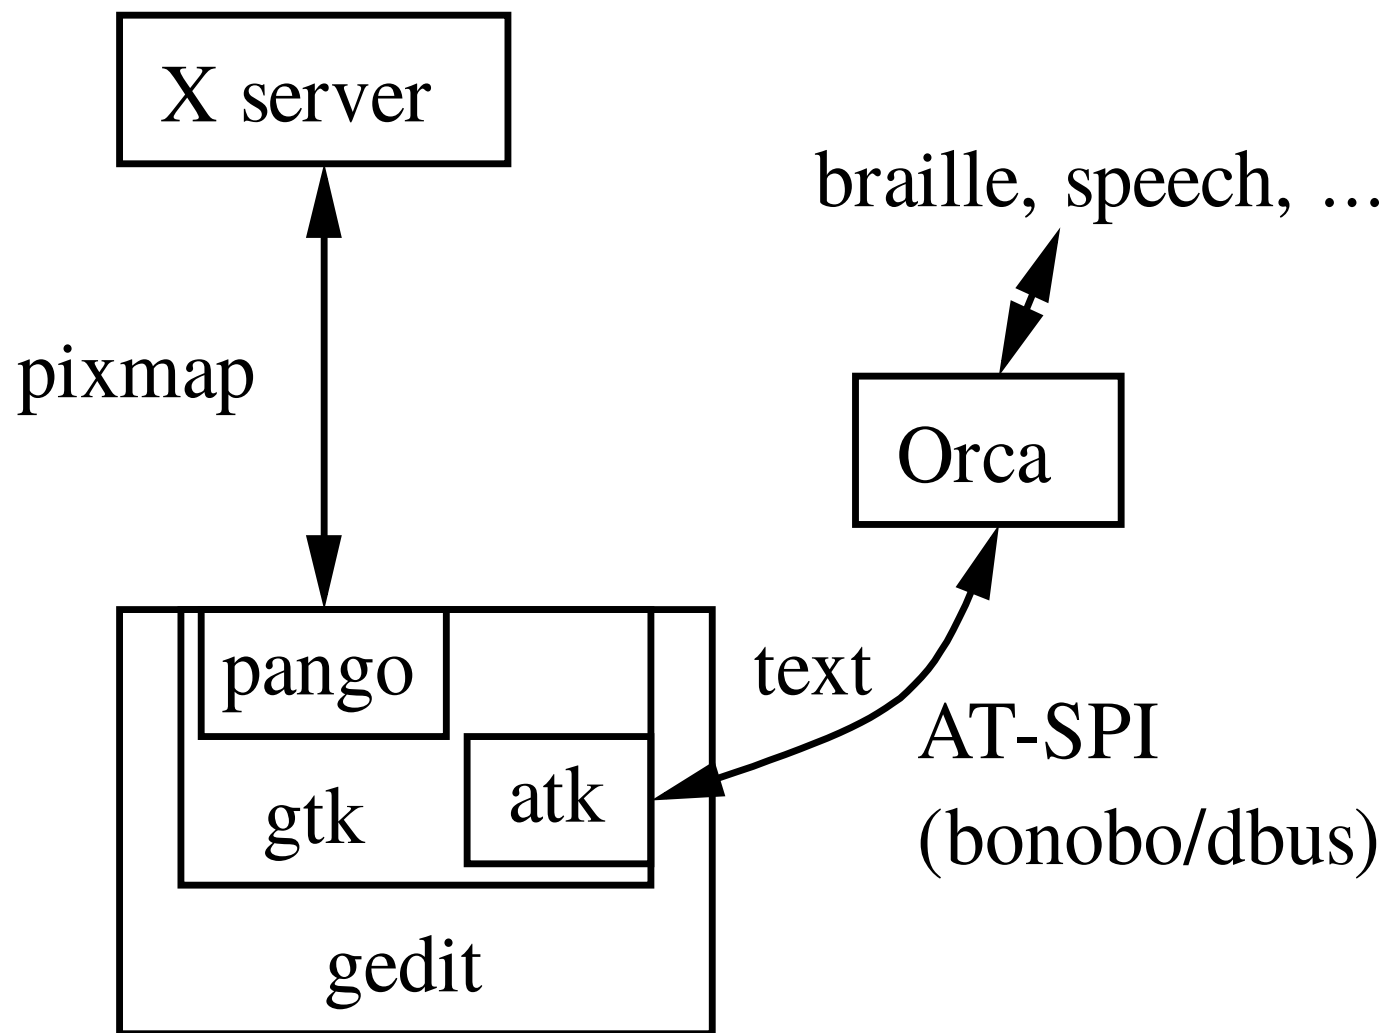 X server
braille, speech, ...
pixmap
Orca
pango
text
AT-SPI
(bonobo/dbus)
atk
gtk
gedit